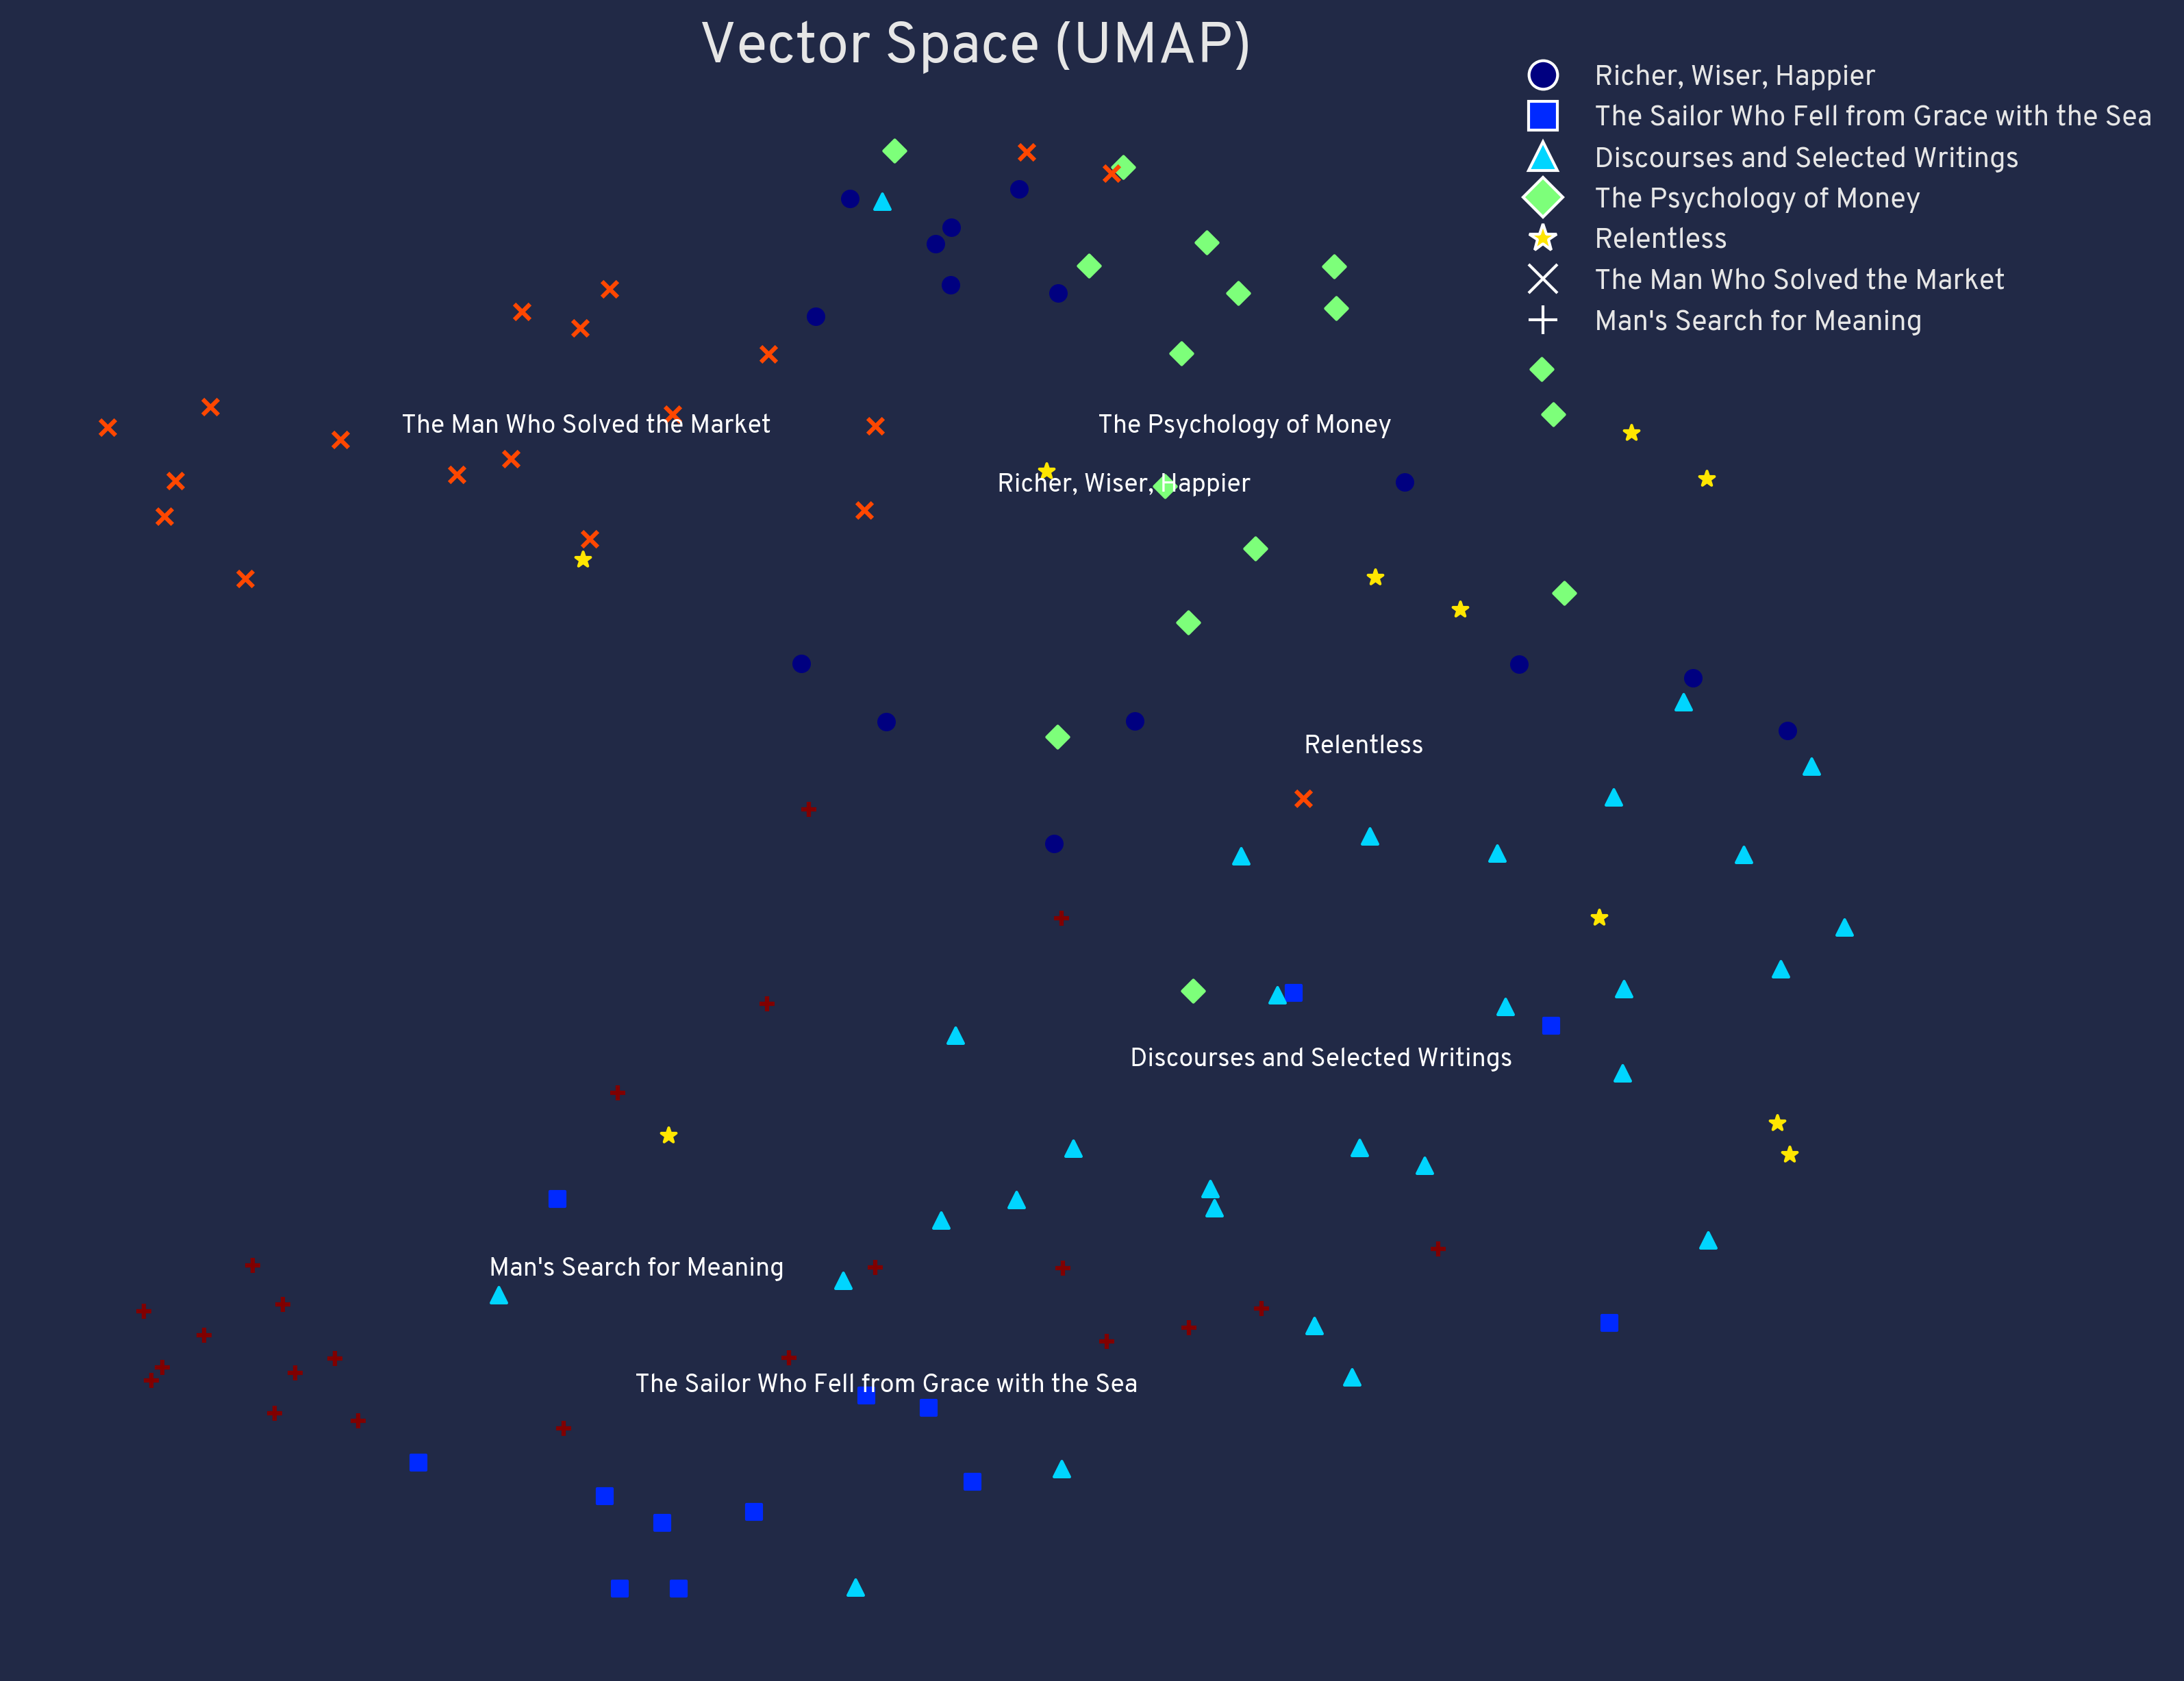 Vector Space (UMAP)
Richer, Wiser, Happier
The Sailor Who Fell from Grace with the Sea
Discourses and Selected Writings
The Psychology of Money
Relentless
The Man Who Solved the Market
Man's Search for Meaning
The Man Who Solved the Market
The Psychology of Money
Richer, Wiser, Happier
Relentless
Discourses and Selected Writings
Man's Search for Meaning
The Sailor Who Fell from Grace with the Sea